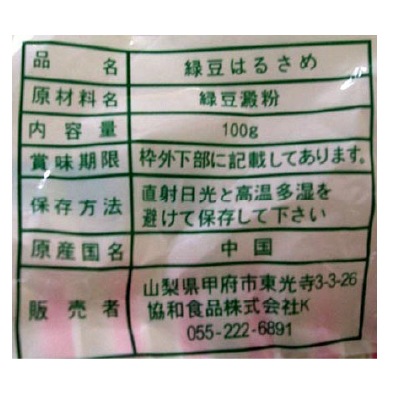 品名 緑豆はるさめ
原材料名 緑豆澱粉
内容量 100g
賞味期限 枠外下部に記載してあります。
保存方法 直射日光と高温多湿を
避けて保存して下さい
原産国名 中国
販売者 山梨県甲府市東光寺3-3-26
協和食品株式会社K
055-222-6891